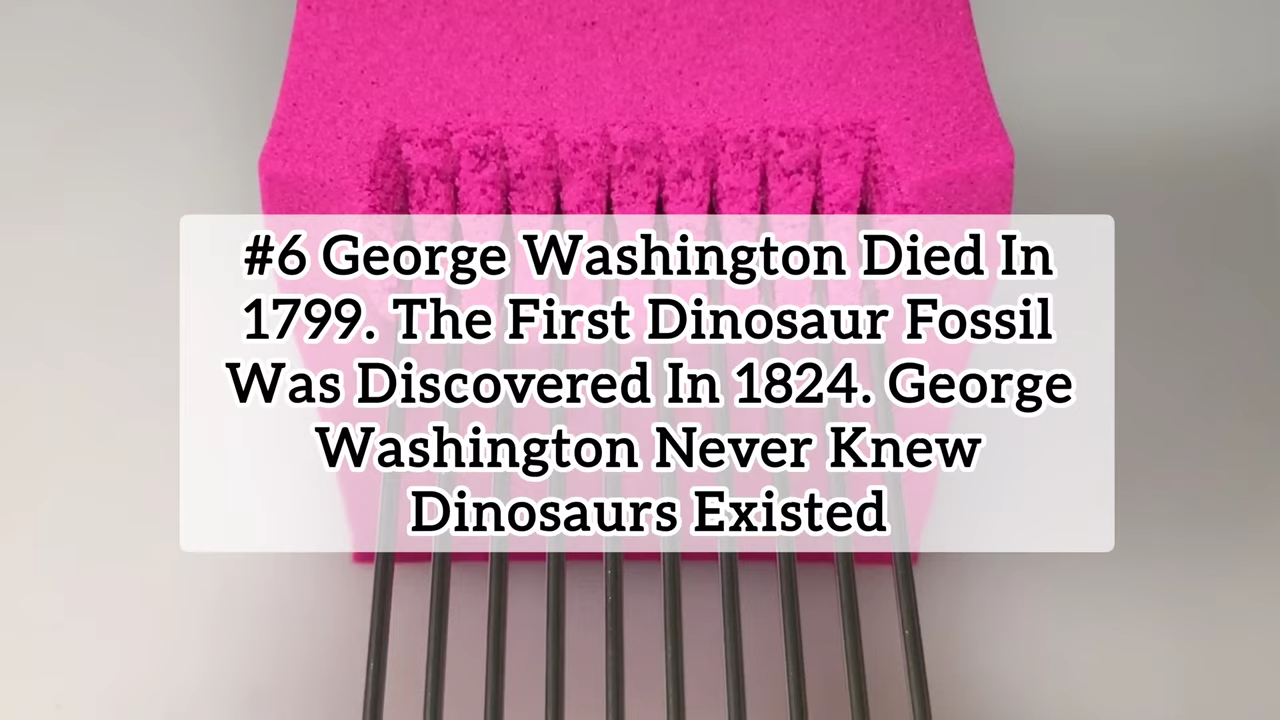 #6 George Washington Died In
1799. The First Dinosaur Fossil
Was Discovered In 1824. George
Washington Never Knew
Dinosaurs Existed